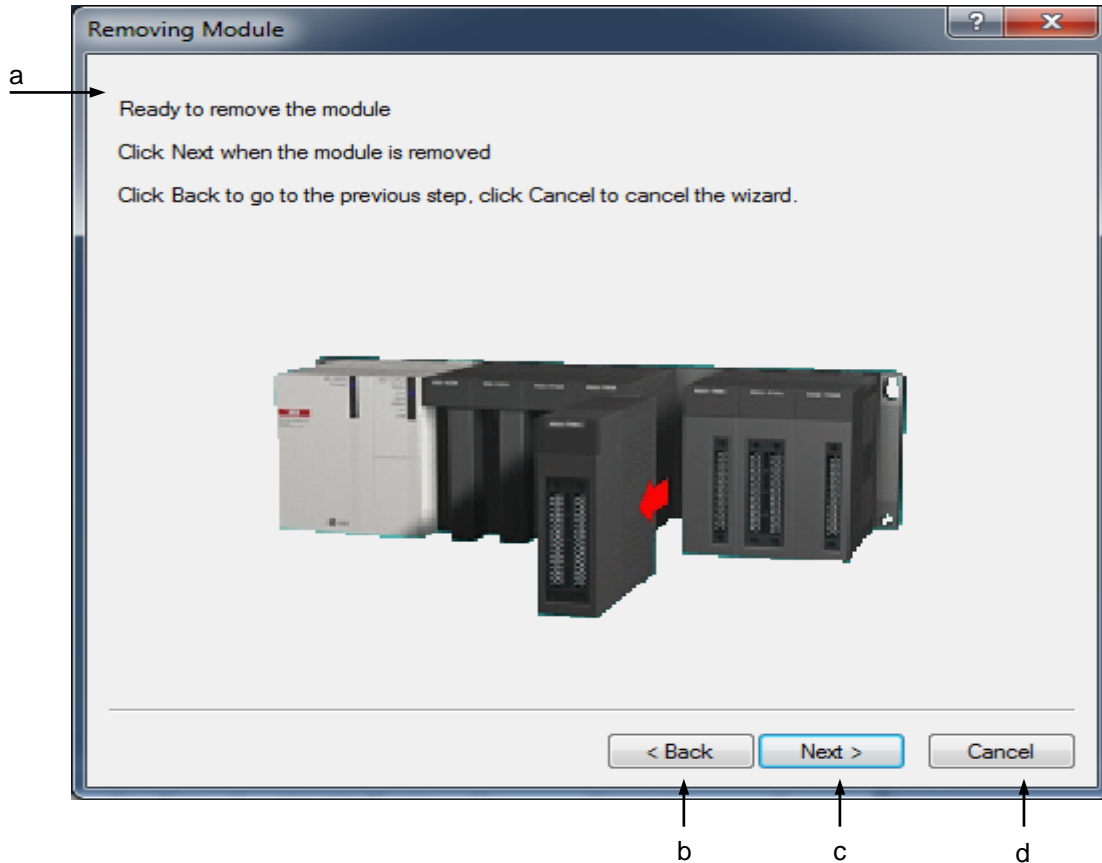 Removing Module
a
Ready to remove the module
Click Next when the module is removed
Click Back to go to the previous step, click Cancel to cancel the wizard.
< Back Next > Cancel
b c d